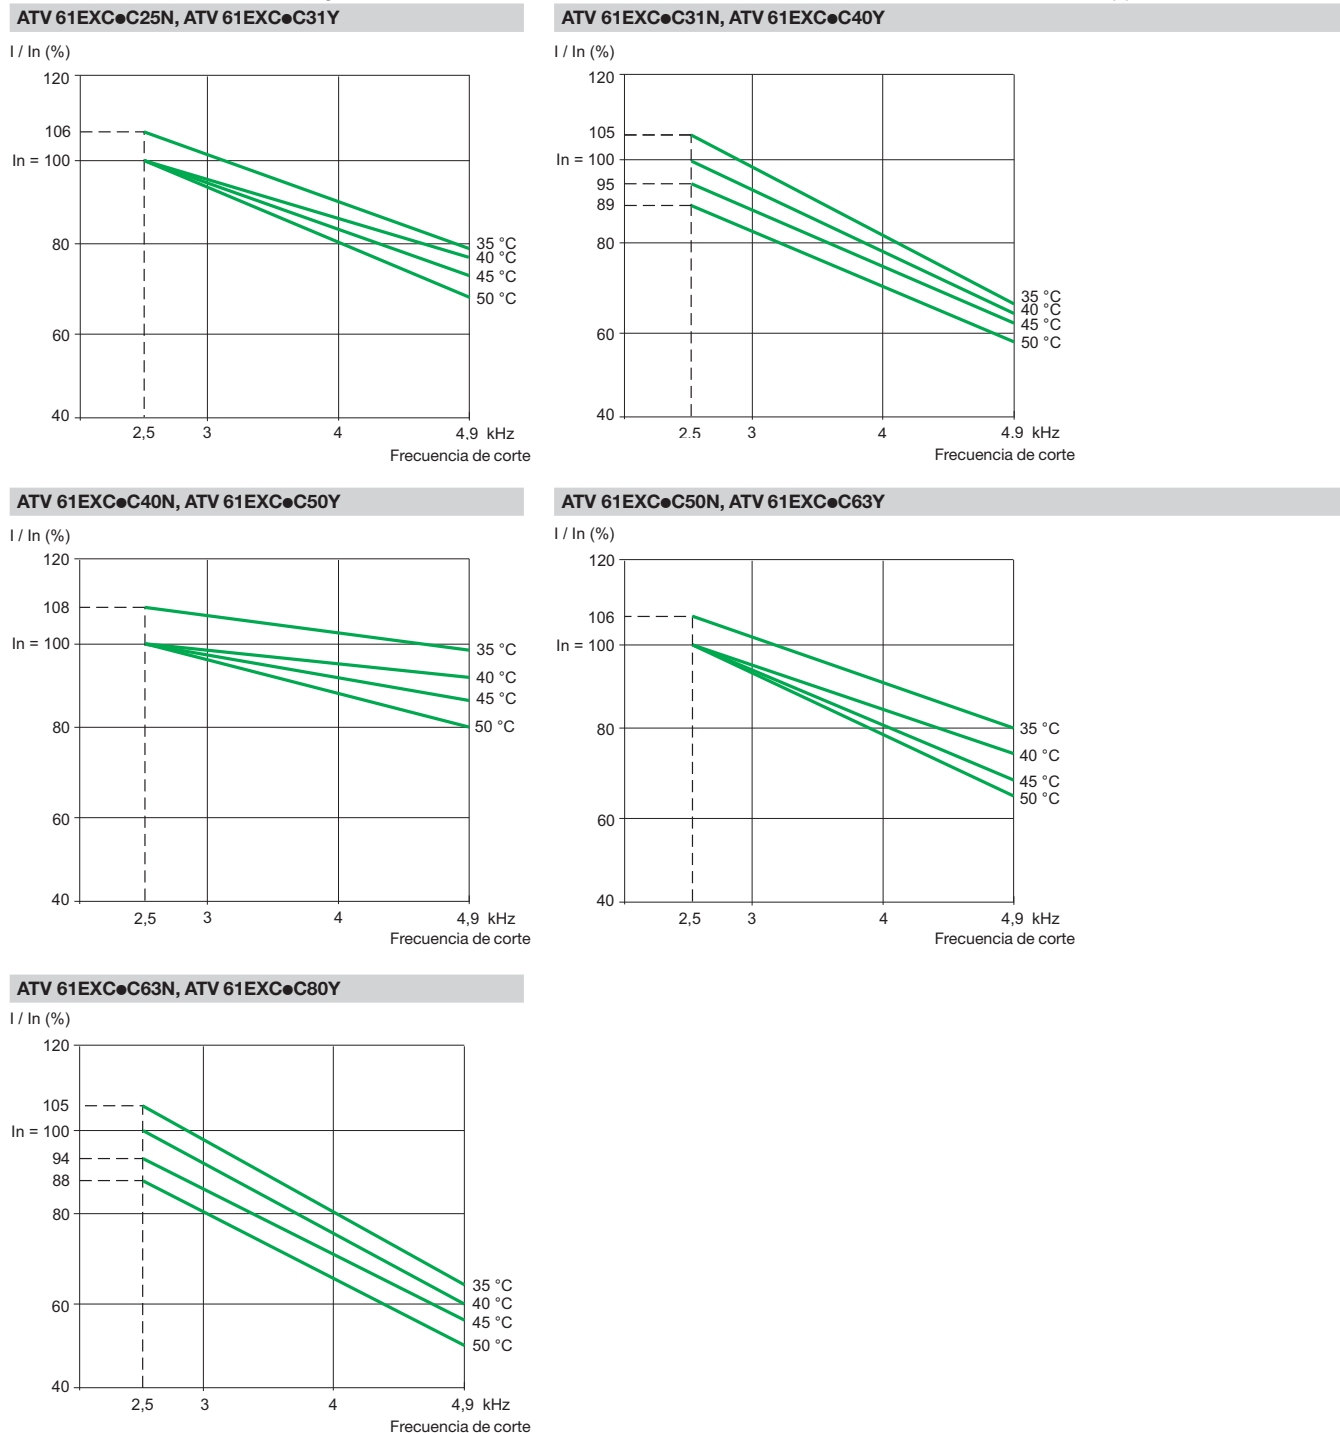 ATV 61EXC●C25N, ATV 61EXC●C31Y
I / In (%)
120
106
In = 100
80
60
40
35 °C
40 °C
45 °C
50 °C
2,5 3 4 4,9 kHz
Frecuencia de corte
ATV 61EXC●C31N, ATV 61EXC●C40Y
I / In (%)
120
105
In = 100
95
89
80
60
40
35 °C
40 °C
45 °C
50 °C
2.5 3 4 4,9 kHz
Frecuencia de corte
ATV 61EXC●C40N, ATV 61EXC●C50Y
I / In (%)
120
108
In = 100
80
60
40
35 °C
40 °C
45 °C
50 °C
2,5 3 4 4,9 kHz
Frecuencia de corte
ATV 61EXC●C50N, ATV 61EXC●C63Y
I / In (%)
120
106
In = 100
80
60
40
35 °C
40 °C
45 °C
50 °C
2,5 3 4 4,9 kHz
Frecuencia de corte
ATV 61EXC●C63N, ATV 61EXC●C80Y
I / In (%)
120
105
In = 100
94
88
80
60
40
35 °C
40 °C
45 °C
50 °C
2,5 3 4 4,9 kHz
Frecuencia de corte